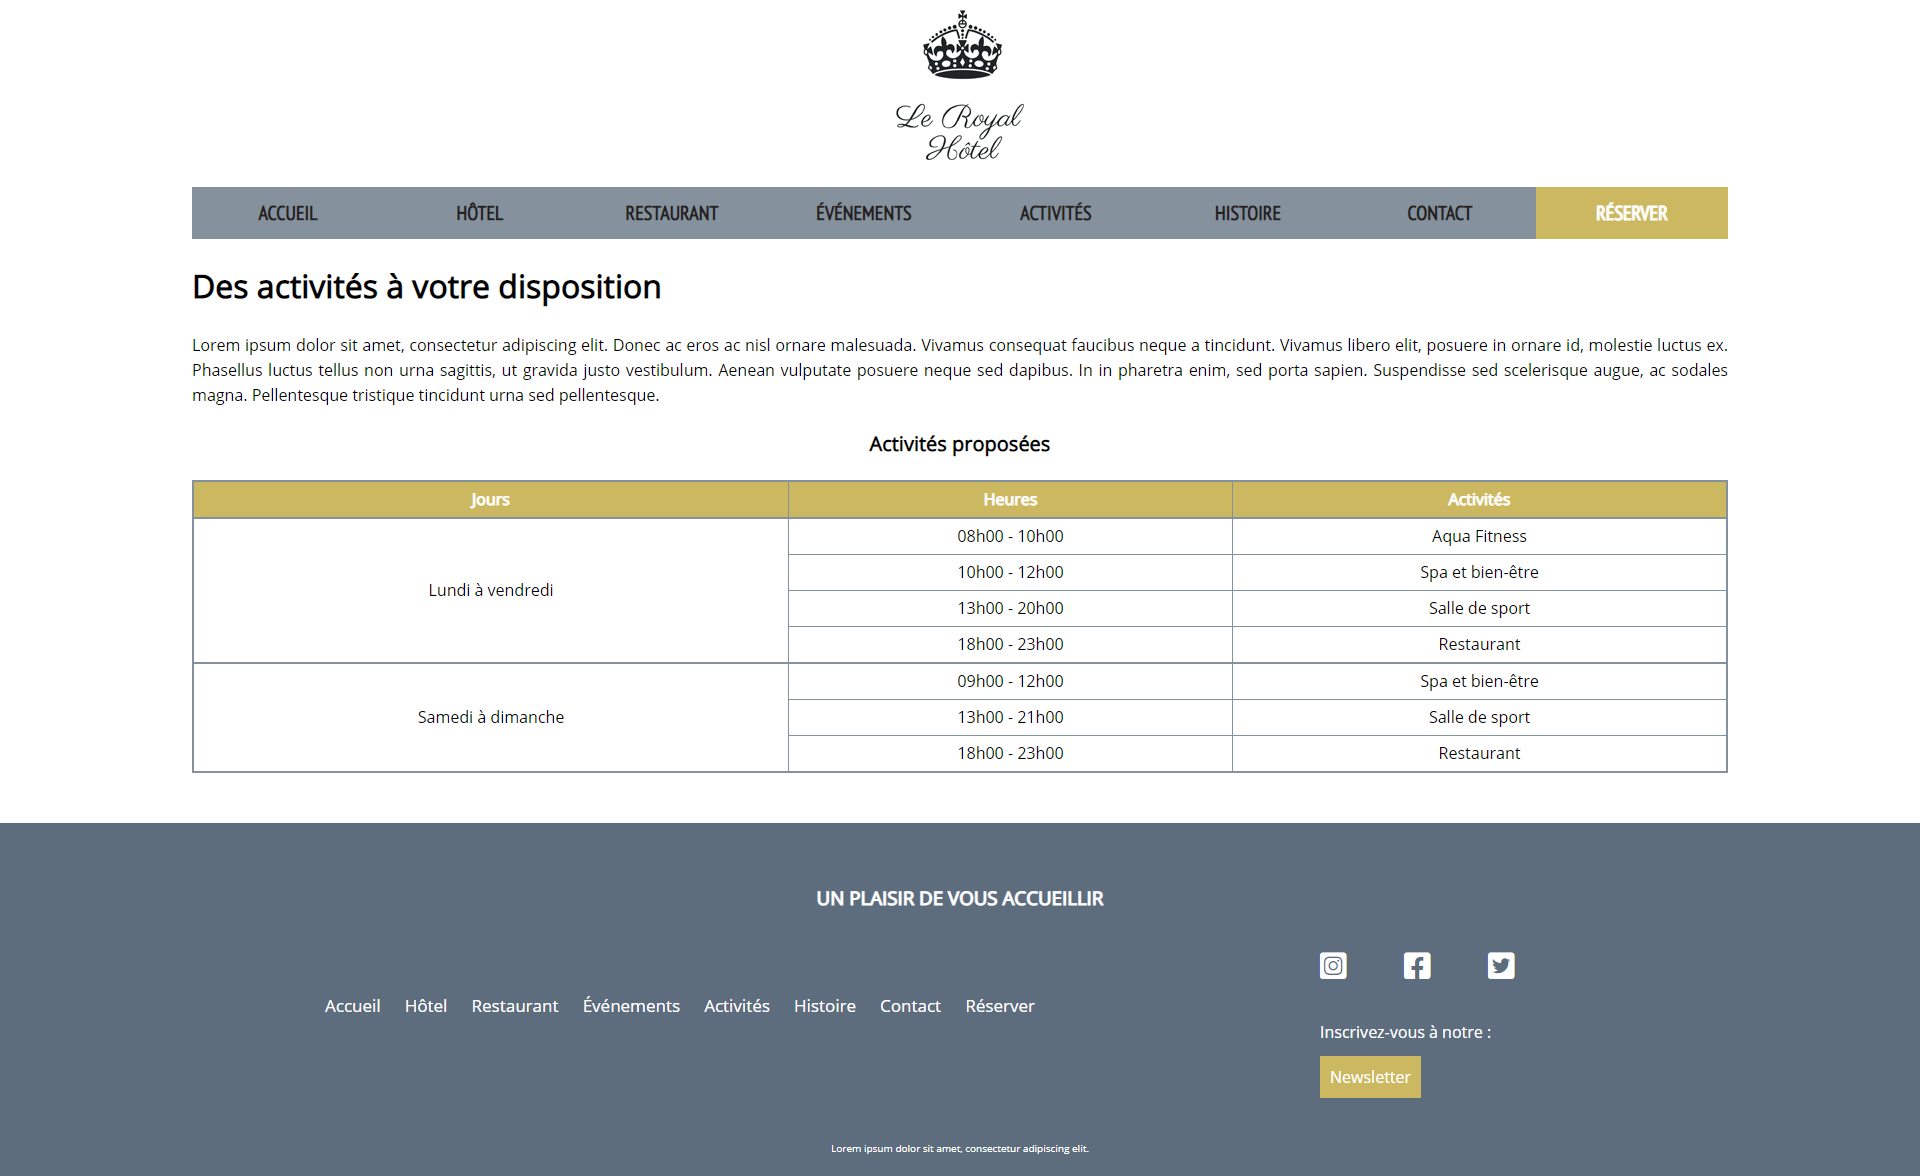 Le Royal
Hôtel
ACCUEIL HÔTEL RESTAURANT ÉVÉNEMENTS ACTIVITÉS HISTOIRE CONTACT RÉSERVER
Des activités à votre disposition
Lorem ipsum dolor sit amet, consectetur adipiscing elit. Donec ac eros ac nisl ornare malesuada. Vivamus consequat faucibus neque a tincidunt. Vivamus libero elit, posuere in ornare id, molestie luctus ex.
Phasellus luctus tellus non urna sagittis, ut gravida justo vestibulum. Aenean vulputate posuere neque sed dapibus. In in pharetra enim, sed porta sapien. Suspendisse sed scelerisque augue, ac sodales
magna. Pellentesque tristique tincidunt urna sed pellentesque.
Activités proposées
Jours Heures Activités
Lundi à vendredi
08h00 - 10h00 Aqua Fitness
10h00 - 12h00 Spa et bien-être
13h00 - 20h00 Salle de sport
18h00 - 23h00 Restaurant
Samedi à dimanche
09h00 - 12h00 Spa et bien-être
13h00 - 21h00 Salle de sport
18h00 - 23h00 Restaurant
UN PLAISIR DE VOUS ACCUEILLIR
Accueil Hôtel Restaurant Événements Activités Histoire Contact Réserver
Inscrivez-vous à notre :
Newsletter
Lorem ipsum dolor sit amet, consectetur adipiscing elit.